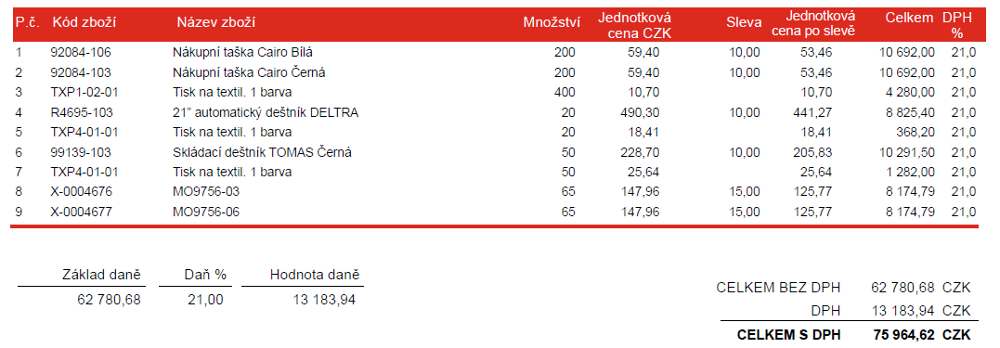 P.č. Kód zboží Název zboží Množství Jednotková cena CZK Sleva Jednotková cena po slevě Celkem DPH %
1 92084-106 Nákupní taška Cairo Bílá 200 59,40 10,00 53,46 10 692,00 21,0
2 92084-103 Nákupní taška Cairo Černá 200 59,40 10,00 53,46 10 692,00 21,0
3 TXP1-02-01 Tisk na textil. 1 barva 400 10,70 10,70 4 280,00 21,0
4 R4695-103 21" automatický deštník DELTRA 20 490,30 10,00 441,27 8 825,40 21,0
5 TXP4-01-01 Tisk na textil. 1 barva 20 18,41 18,41 368,20 21,0
6 99139-103 Skládací deštník TOMAS Černá 50 228,70 10,00 205,83 10 291,50 21,0
7 TXP4-01-01 Tisk na textil. 1 barva 50 25,64 25,64 1 282,00 21,0
8 X-0004676 MO9756-03 65 147,96 15,00 125,77 8 174,79 21,0
9 X-0004677 MO9756-06 65 147,96 15,00 125,77 8 174,79 21,0
Základ daně Daň % Hodnota daně
62 780,68 21,00 13 183,94
CELKEM BEZ DPH 62 780,68 CZK
DPH 13 183,94 CZK
CELKEM S DPH 75 964,62 CZK